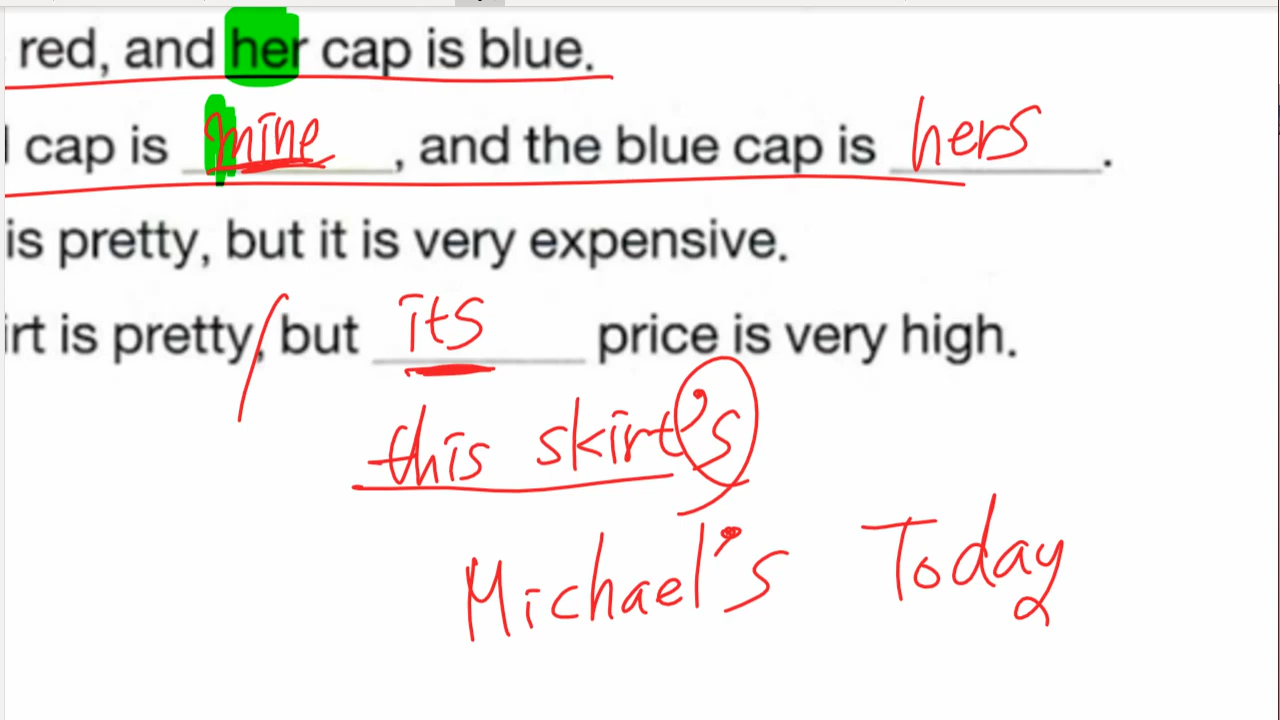 red, and her cap is blue.
cap is mine, and the blue cap is hers.
is pretty, but it is very expensive.
irt is pretty, but its price is very high.
this skirt's
Michael's Today